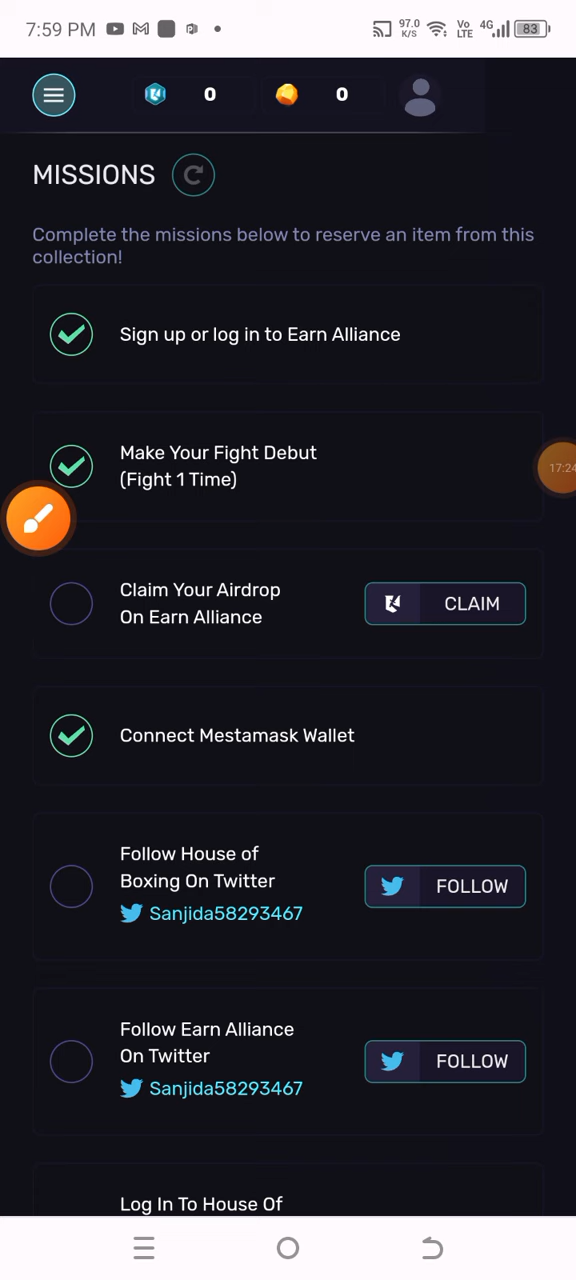 7:59 PM 97.0 K/S Vo LTE 4G 83
0 0
MISSIONS
Complete the missions below to reserve an item from this
collection!
Sign up or log in to Earn Alliance
Make Your Fight Debut
(Fight 1 Time)
17:24
Claim Your Airdrop
On Earn Alliance
CLAIM
Connect Mestamask Wallet
Follow House of
Boxing On Twitter
Sanjida58293467
FOLLOW
Follow Earn Alliance
On Twitter
Sanjida58293467
FOLLOW
Log In To House Of